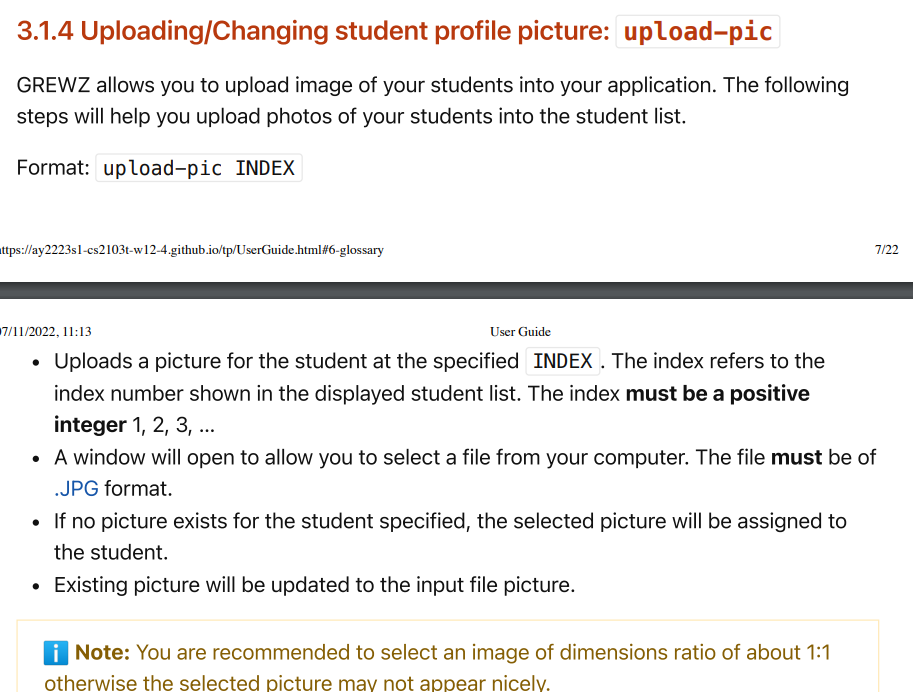 3.1.4 Uploading/Changing student profile picture: upload-pic
GREWZ allows you to upload image of your students into your application. The following
steps will help you upload photos of your students into the student list.
Format: upload-pic INDEX
ttps://ay2223s1-cs2103t-w12-4.github.io/tp/UserGuide.html#6-glossary 7/22
07/11/2022, 11:13 User Guide
• Uploads a picture for the student at the specified INDEX . The index refers to the
index number shown in the displayed student list. The index must be a positive
integer 1, 2, 3, …
• A window will open to allow you to select a file from your computer. The file must be of
.JPG format.
• If no picture exists for the student specified, the selected picture will be assigned to
the student.
• Existing picture will be updated to the input file picture.
ℹ️ Note: You are recommended to select an image of dimensions ratio of about 1:1
otherwise the selected picture may not appear nicely.